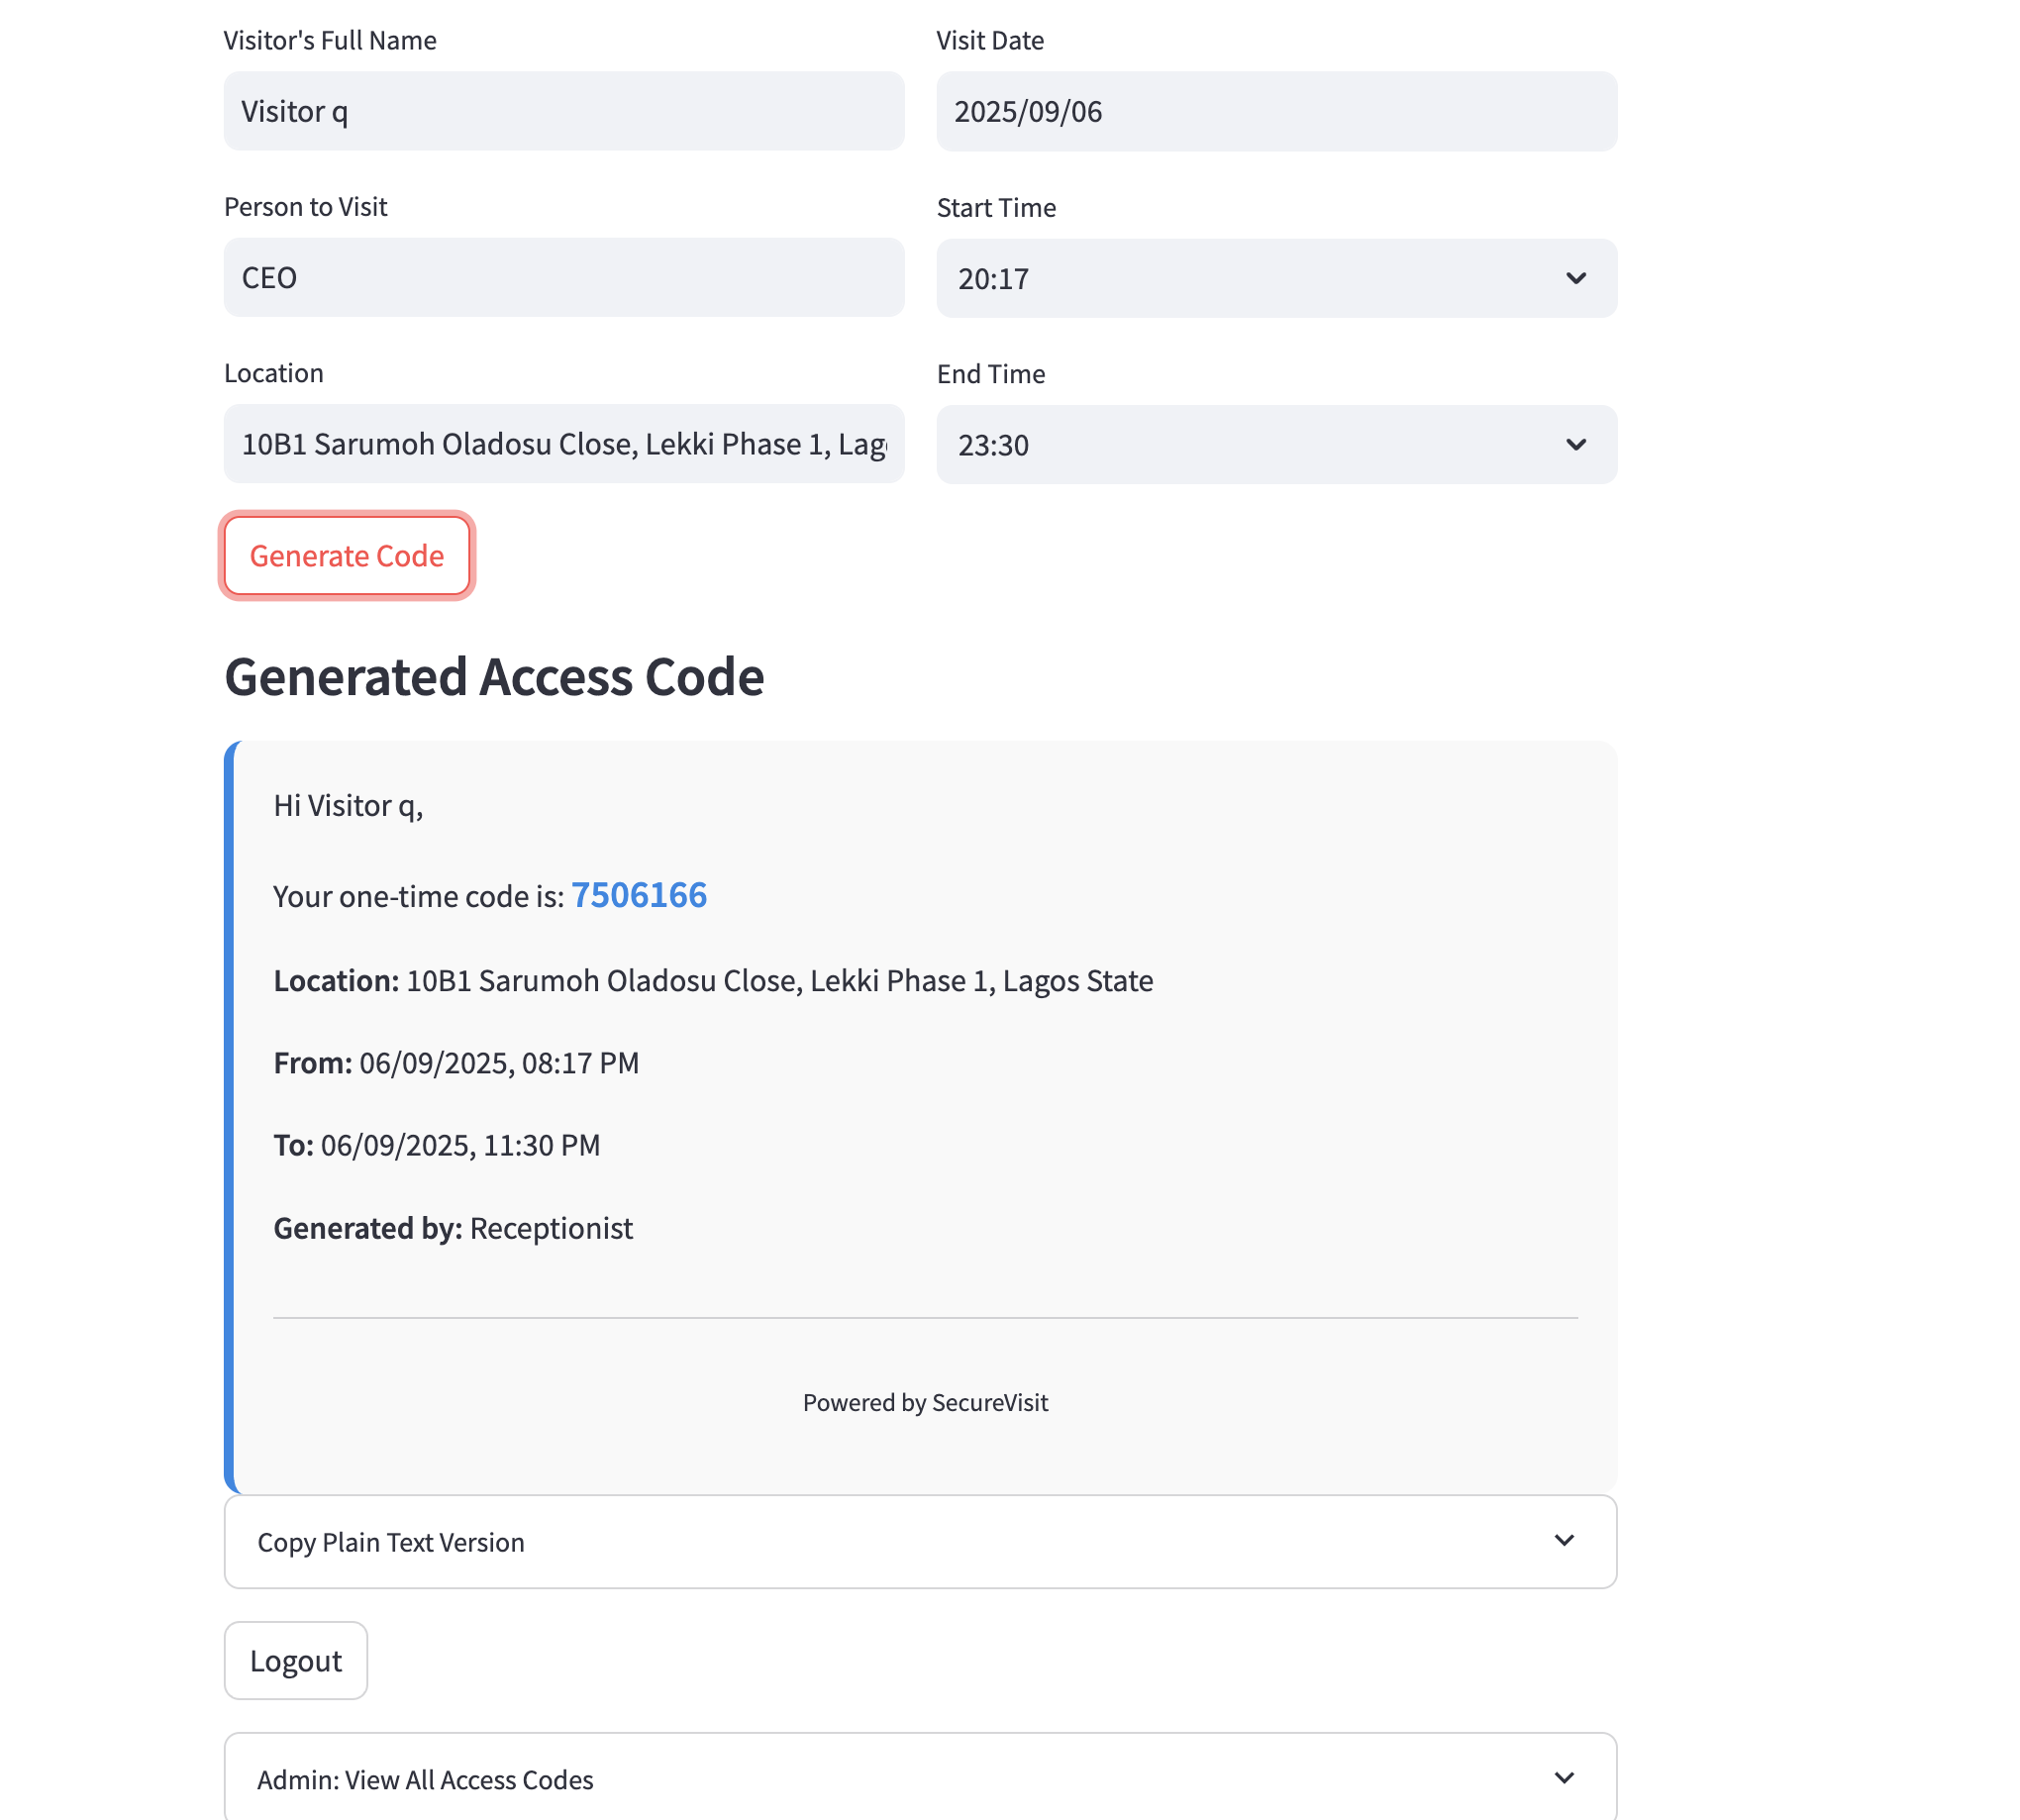 Visitor's Full Name
Visitor q
Visit Date
2025/09/06
Person to Visit
CEO
Start Time
20:17
Location
10B1 Sarumoh Oladosu Close, Lekki Phase 1, Lag
End Time
23:30
Generate Code
Generated Access Code
Hi Visitor q,
Your one-time code is: 7506166
Location: 10B1 Sarumoh Oladosu Close, Lekki Phase 1, Lagos State
From: 06/09/2025, 08:17 PM
To: 06/09/2025, 11:30 PM
Generated by: Receptionist
Powered by SecureVisit
Copy Plain Text Version
Logout
Admin: View All Access Codes